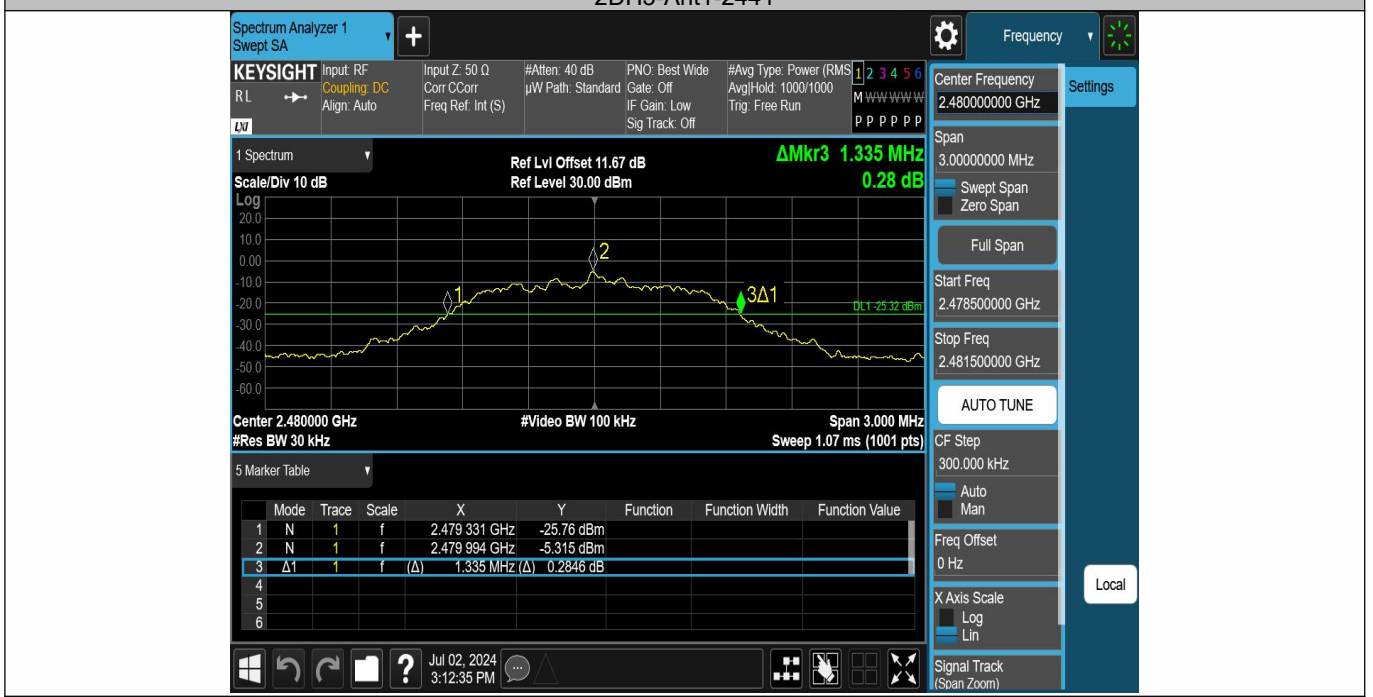 2DH5-Ant1-2441
Spectrum Analyzer 1
Swept SA
Frequency
KEYSIGHT
RL
LXI
Input: RF
Coupling: DC
Align: Auto
Input Z: 50 Ω
Corr CCorr
Freq Ref: Int (S)
#Atten: 40 dB
µW Path: Standard
PNO: Best Wide
Gate: Off
IF Gain: Low
Sig Track: Off
#Avg Type: Power (RMS
Avg|Hold: 1000/1000
Trig: Free Run
1 2 3 4 5 6
M W W W W W
P P P P P P
1 Spectrum
Scale/Div 10 dB
Log
Ref Lvl Offset 11.67 dB
Ref Level 30.00 dBm
ΔMkr3 1.335 MHz
0.28 dB
20.0
10.0
0.00
-10.0
-20.0
-30.0
-40.0
-50.0
-60.0
1
2
3Δ1
DL1 -25.32 dBm
Center 2.480000 GHz
#Res BW 30 kHz
#Video BW 100 kHz
Span 3.000 MHz
Sweep 1.07 ms (1001 pts)
5 Marker Table
Mode Trace Scale X Y Function Function Width Function Value
1 N 1 f 2.479 331 GHz -25.76 dBm
2 N 1 f 2.479 994 GHz -5.315 dBm
3 Δ1 1 f (Δ) 1.335 MHz (Δ) 0.2846 dB
4
5
6
Jul 02, 2024
3:12:35 PM
Center Frequency
2.480000000 GHz
Settings
Span
3.00000000 MHz
Swept Span
Zero Span
Full Span
Start Freq
2.478500000 GHz
Stop Freq
2.481500000 GHz
AUTO TUNE
CF Step
300.000 kHz
Auto
Man
Freq Offset
0 Hz
X Axis Scale
Log
Lin
Local
Signal Track
(Span Zoom)